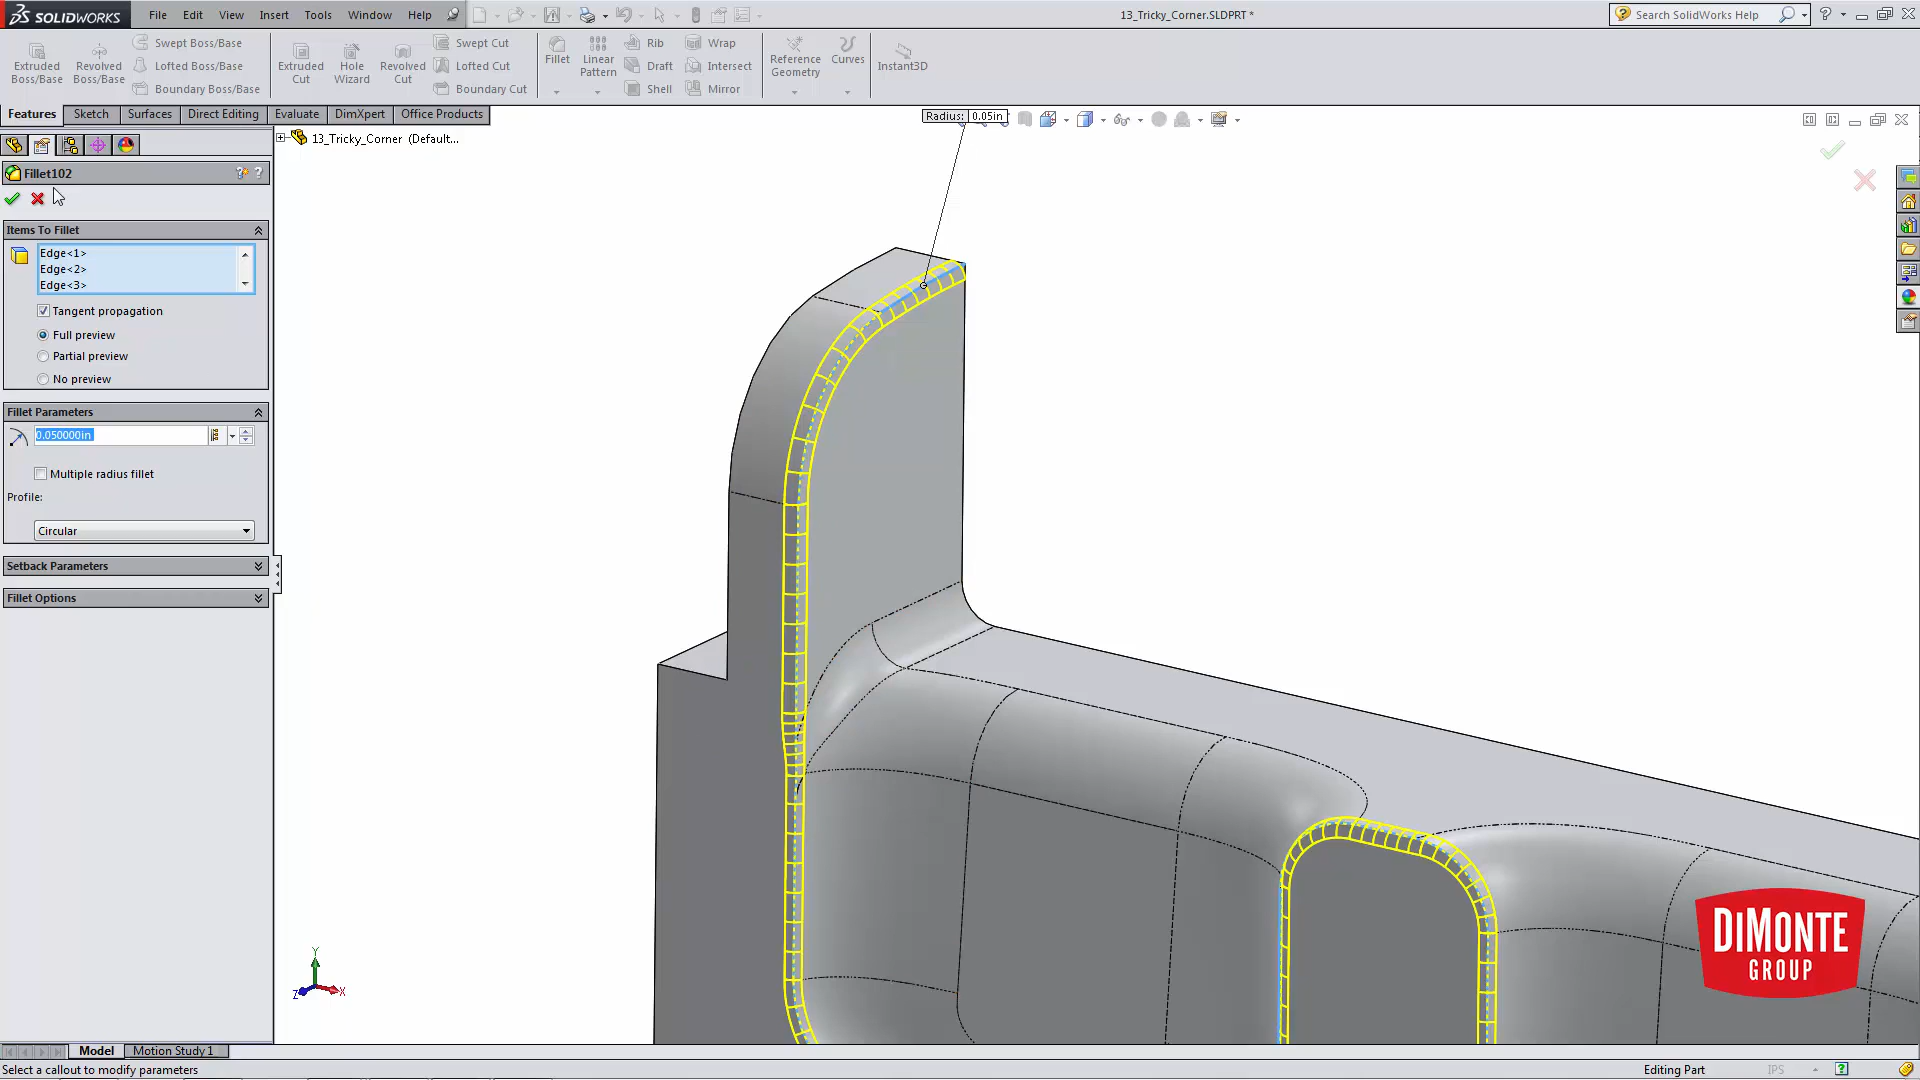 SOLIDWORKS
File Edit View Insert Tools Window Help
13_Tricky_Corner.SLDPRT *
Search SolidWorks Help
Extruded Boss/Base
Revolved Boss/Base
Swept Boss/Base
Lofted Boss/Base
Boundary Boss/Base
Extruded Cut
Hole Wizard
Revolved Cut
Swept Cut
Lofted Cut
Boundary Cut
Fillet
Linear Pattern
Rib
Draft
Shell
Wrap
Intersect
Mirror
Reference Geometry
Curves
Instant3D
Features Sketch Surfaces Direct Editing Evaluate DimXpert Office Products
Radius: 0.05in
13_Tricky_Corner (Default...
Fillet102
Items To Fillet
Edge<1>
Edge<2>
Edge<3>
Tangent propagation
Full preview
Partial preview
No preview
Fillet Parameters
0.050000in
Multiple radius fillet
Profile:
Circular
Setback Parameters
Fillet Options
Y
Z X
DIMONTE
GROUP
Model Motion Study 1
Select a callout to modify parameters
Editing Part
IPS